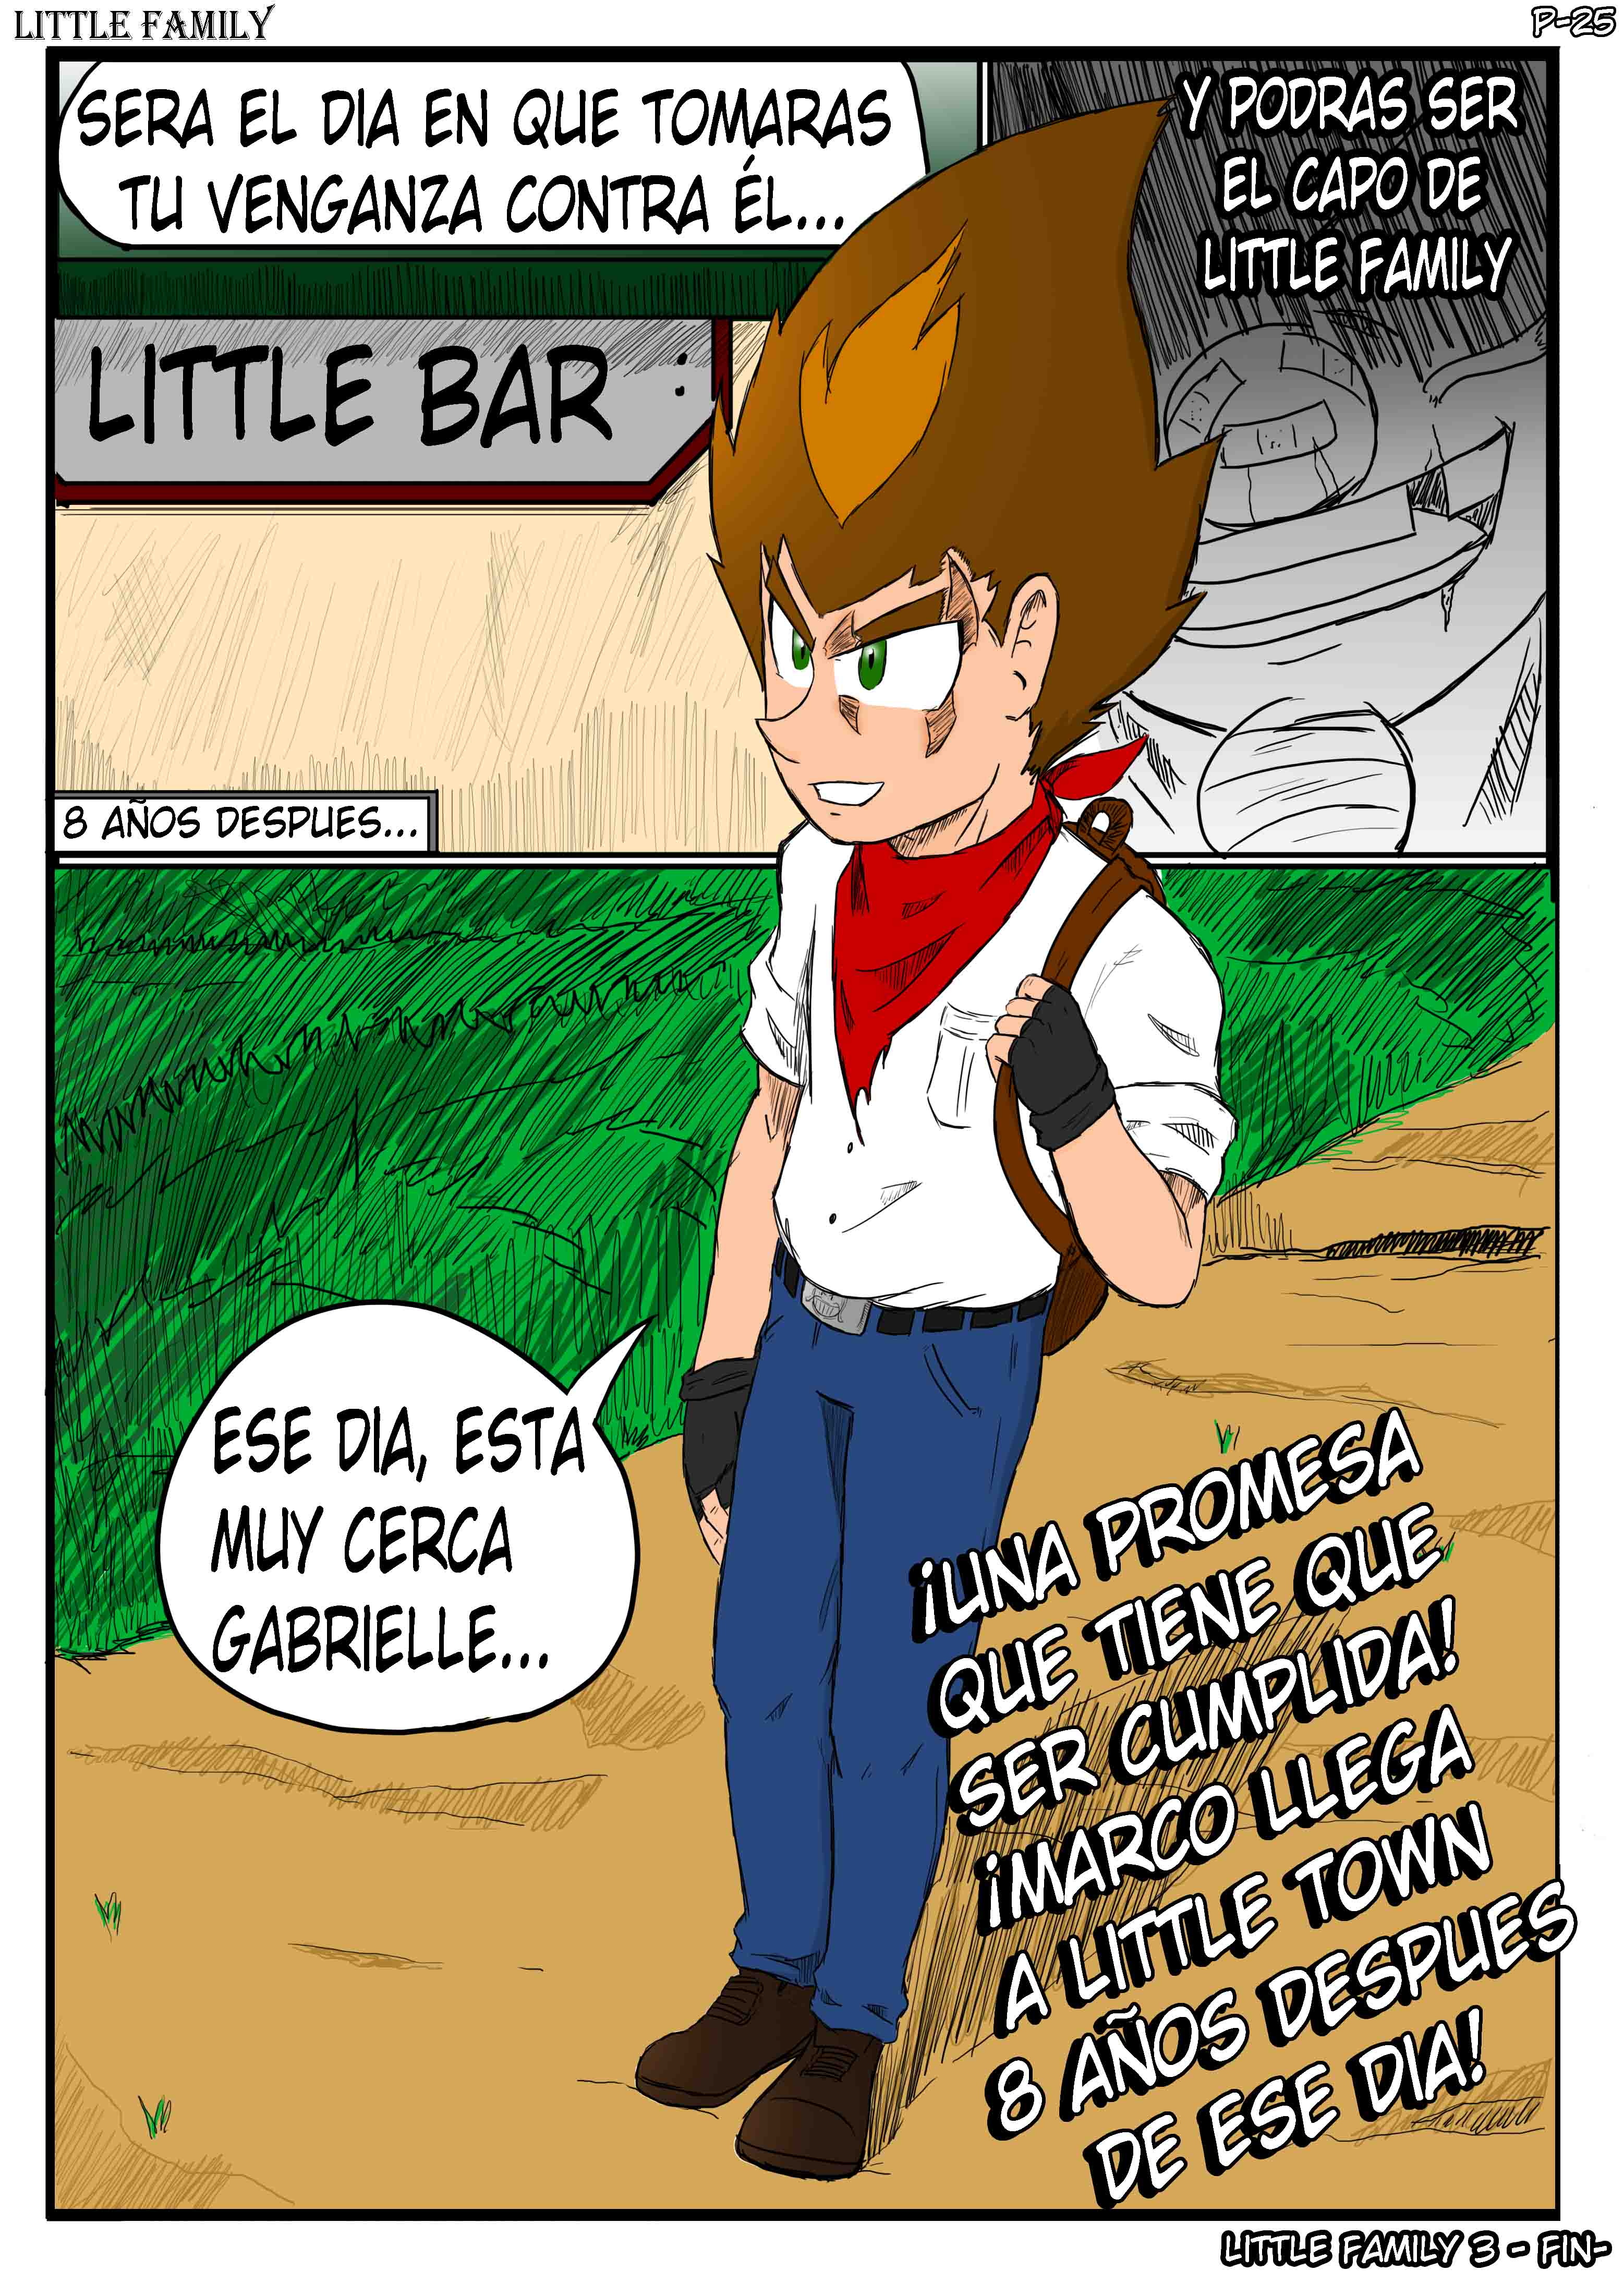 LITTLE FAMILY
P-25
SERA EL DIA EN QUE TOMARAS
TU VENGANZA CONTRA ÉL...
Y PODRAS SER
EL CAPO DE
LITTLE FAMILY
LITTLE BAR
8 AÑOS DESPUES...
ESE DIA, ESTA
MUY CERCA
GABRIELLE...
¡UNA PROMESA
QUE TIENE QUE
SER CUMPLIDA!
¡MARCO LLEGA
A LITTLE TOWN
8 AÑOS DESPUES
DE ESE DIA!
LITTLE FAMILY 3 - FIN-